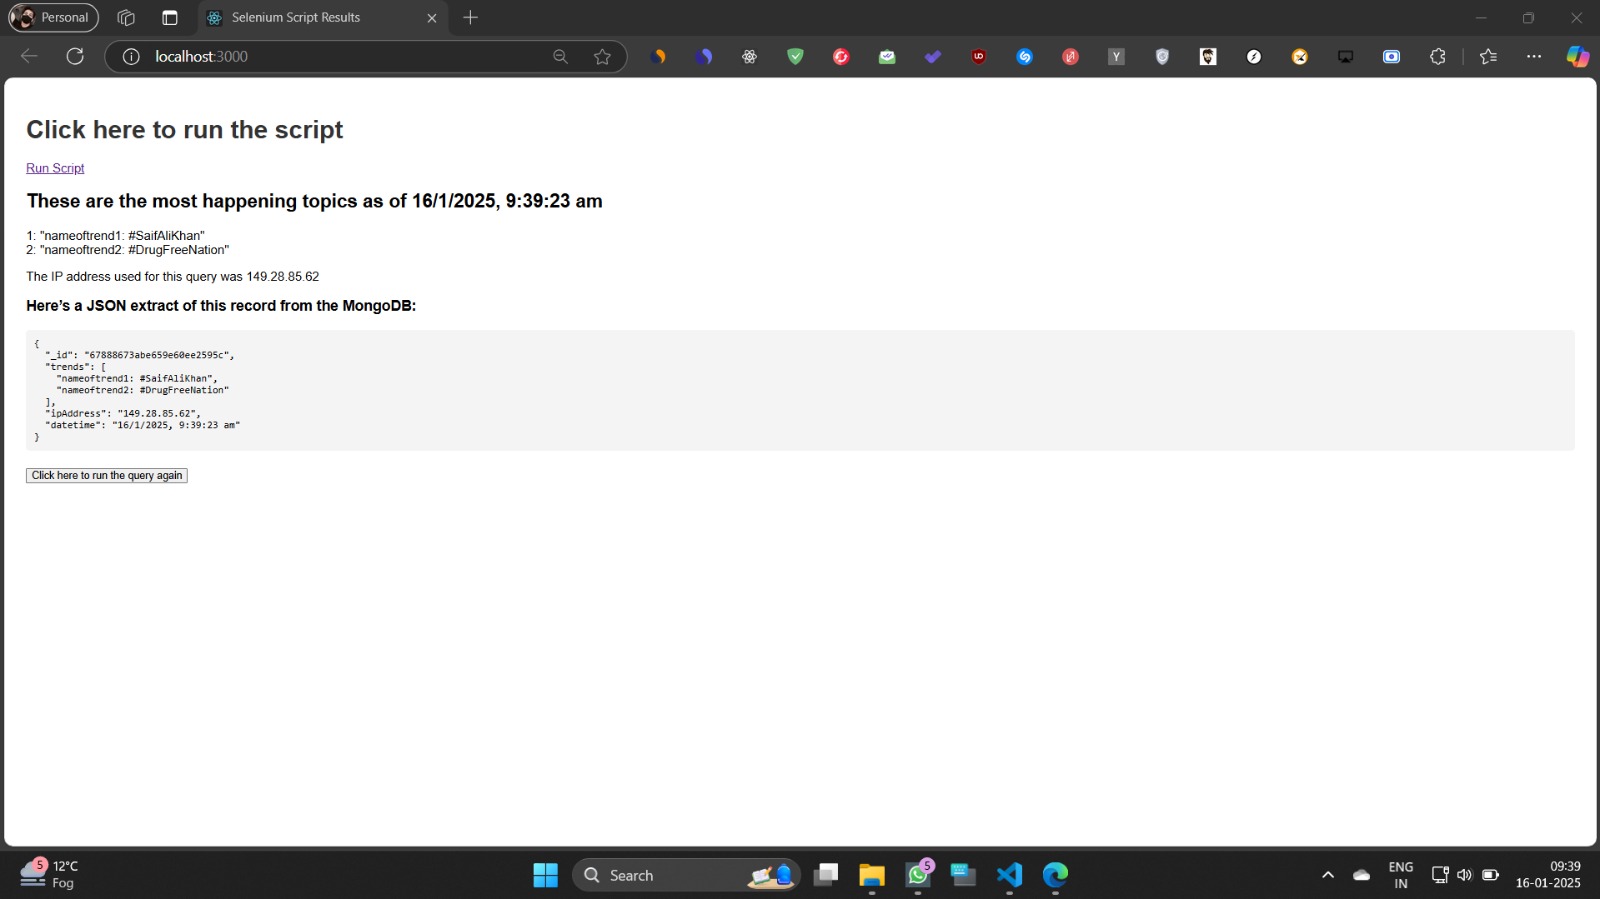 Personal
Selenium Script Results
localhost:3000
Click here to run the script
Run Script
These are the most happening topics as of 16/1/2025, 9:39:23 am
1: "nameoftrend1: #SaifAliKhan"
2: "nameoftrend2: #DrugFreeNation"
The IP address used for this query was 149.28.85.62
Here’s a JSON extract of this record from the MongoDB:
{
"_id": "67888673abe659e60ee2595c",
"trends": [
"nameoftrend1: #SaifAliKhan",
"nameoftrend2: #DrugFreeNation"
],
"ipAddress": "149.28.85.62",
"datetime": "16/1/2025, 9:39:23 am"
}
Click here to run the query again
5
12°C
Fog
Search
5
ENG
IN
09:39
16-01-2025